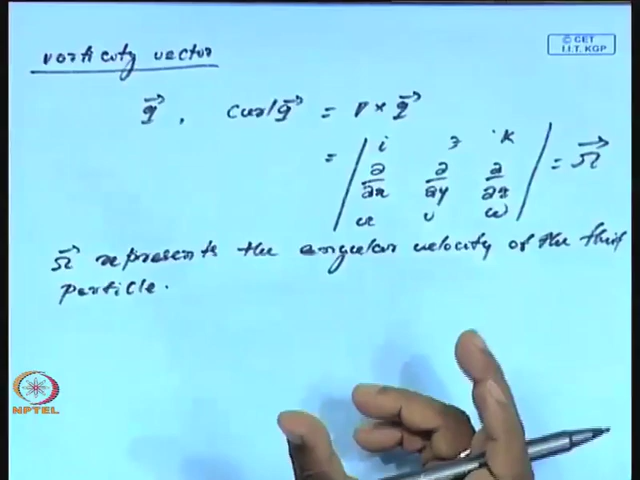 vorticity vector
© CET
I.I.T. KGP
q⃗ , curl q⃗ = ∇ × q⃗
= | i j k |
| ∂/∂x ∂/∂y ∂/∂z | = Ω⃗
| u v w |
Ω⃗ represents the angular velocity of the fluid
particle.
NPTEL